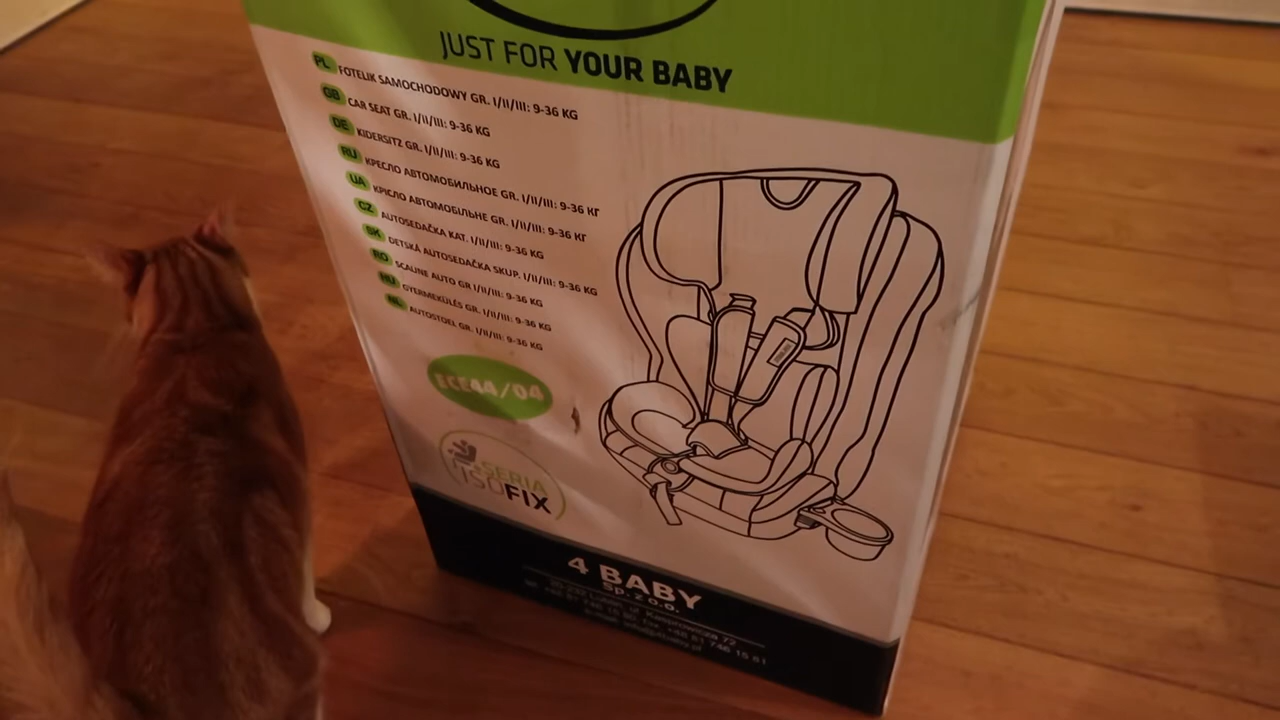 JUST FOR YOUR BABY
PL FOTELIK SAMOCHODOWY GR. I/II/III: 9-36 KG
GB CAR SEAT GR. I/II/III: 9-36 KG
DE KIDERSITZ GR. I/II/III: 9-36 KG
RU КРЕСЛО АВТОМОБИЛЬНОЕ GR. I/II/III: 9-36 КГ
UA КРІСЛО АВТОМОБІЛЬНЕ GR. I/II/III: 9-36 КГ
CZ AUTOSEDAČKA KAT. I/II/III: 9-36 KG
SK DETSKÁ AUTOSEDAČKA SKUP. I/II/III: 9-36 KG
RO SCAUNE AUTO GR I/II/III: 9-36 KG
HU GYERMEKÜLÉS GR. I/II/III: 9-36 KG
NL AUTOSTOEL GR. I/II/III: 9-36 KG
ECE44/04
SERIA
ISOFIX
4 BABY
Sp. z o.o.